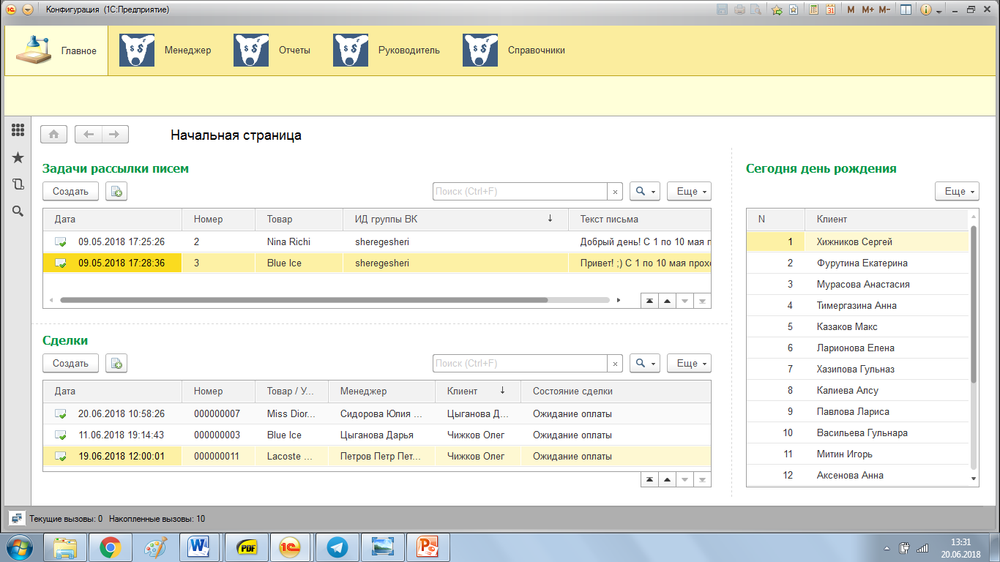 Конфигурация (1С:Предприятие)
M M+ M-
Главное Менеджер Отчеты Руководитель Справочники
Начальная страница
Задачи рассылки писем
Создать Поиск (Ctrl+F) × Еще
Дата Номер Товар ИД группы ВК ↓ Текст письма
09.05.2018 17:25:26 2 Nina Richi sheregesheri Добрый день! С 1 по 10 мая п
09.05.2018 17:28:36 3 Blue Ice sheregesheri Привет! ;) С 1 по 10 мая прохо
Сделки
Создать Поиск (Ctrl+F) × Еще
Дата Номер Товар / У... Менеджер Клиент ↓ Состояние сделки
20.06.2018 10:58:26 000000007 Miss Dior... Сидорова Юлия ... Цыганова Д... Ожидание оплаты
11.06.2018 19:14:43 000000003 Blue Ice Цыганова Дарья Чижков Олег Ожидание оплаты
19.06.2018 12:00:01 000000011 Lacoste ... Петров Петр Пет... Чижков Олег Ожидание оплаты
Сегодня день рождения
Еще
N Клиент
1 Хижников Сергей
2 Фурутина Екатерина
3 Мурасова Анастасия
4 Тимергазина Анна
5 Казаков Макс
6 Ларионова Елена
7 Хазипова Гульназ
8 Калиева Алсу
9 Павлова Лариса
10 Васильева Гульнара
11 Митин Игорь
12 Аксенова Анна
Текущие вызовы: 0 Накопленные вызовы: 10
PDF
13:31
20.06.2018